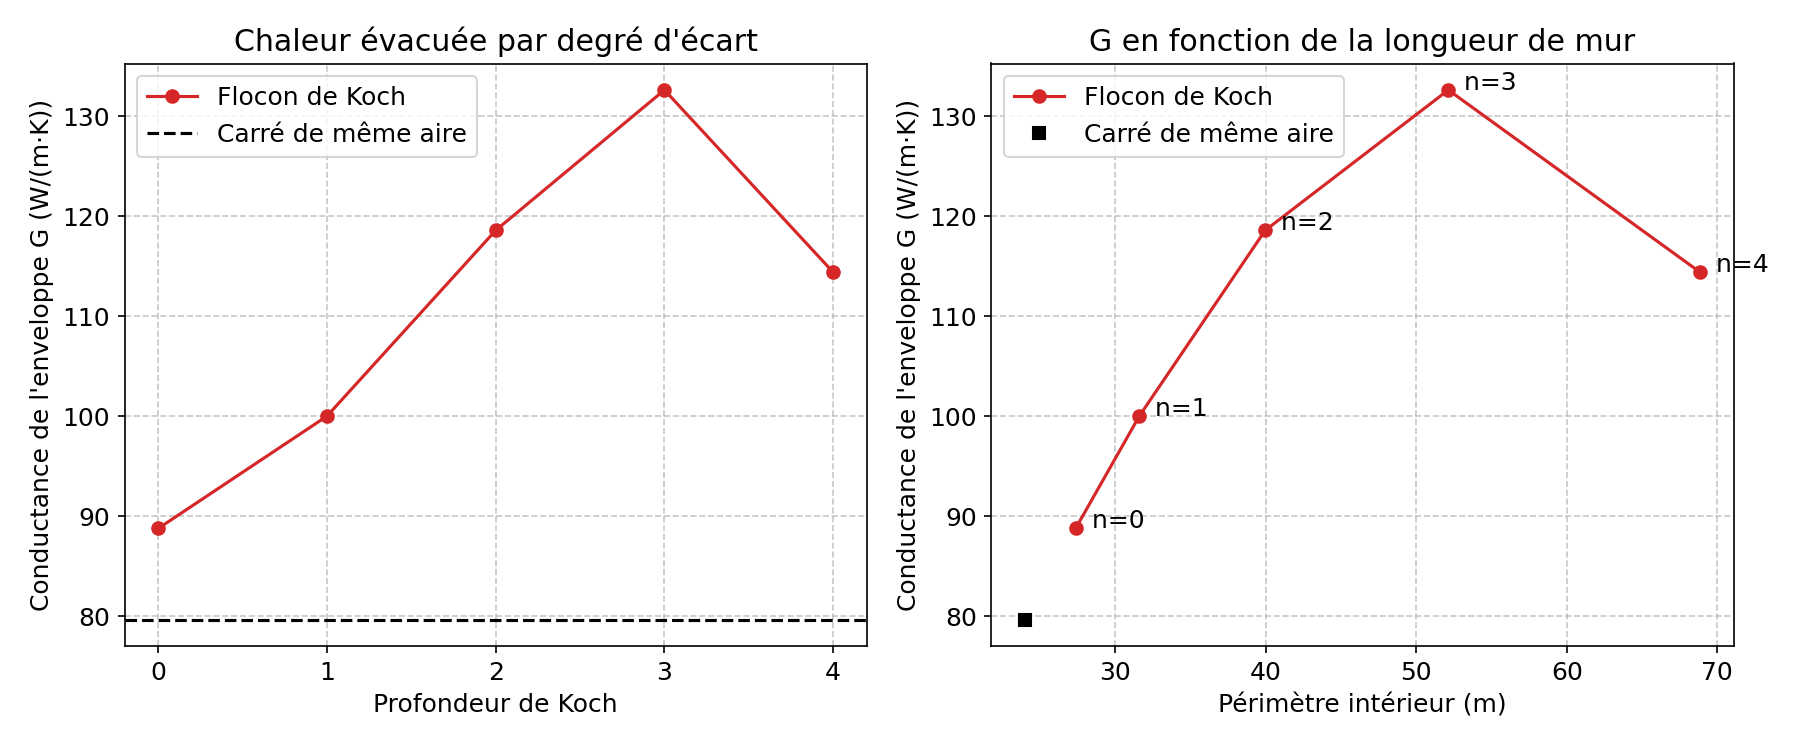 Chaleur évacuée par degré d'écart
Flocon de Koch
Carré de même aire
Conductance de l'enveloppe G (W/(m·K))
130
120
110
100
90
80
0 1 2 3 4
Profondeur de Koch
G en fonction de la longueur de mur
Flocon de Koch
Carré de même aire
Conductance de l'enveloppe G (W/(m·K))
130
120
110
100
90
80
n=3
n=2
n=4
n=1
n=0
30 40 50 60 70
Périmètre intérieur (m)